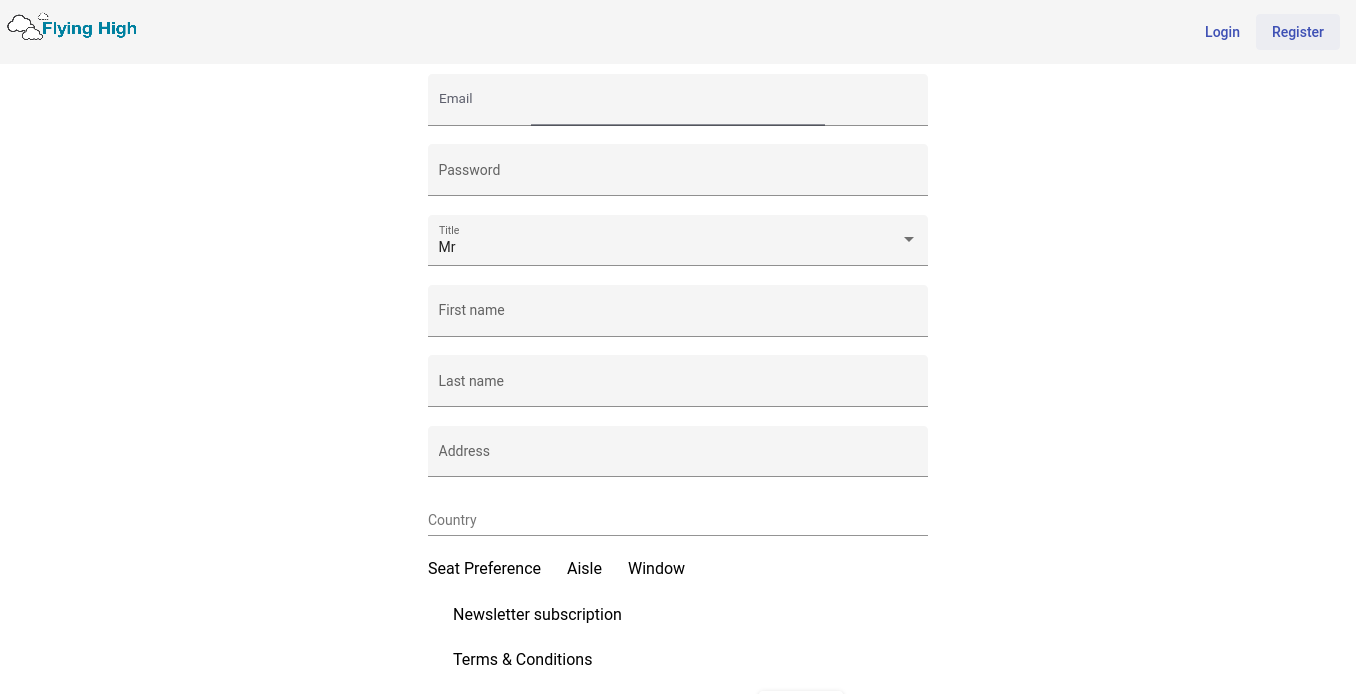 Flying High
Login Register
Email
Password
Title
Mr
First name
Last name
Address
Country
Seat Preference Aisle Window
Newsletter subscription
Terms & Conditions